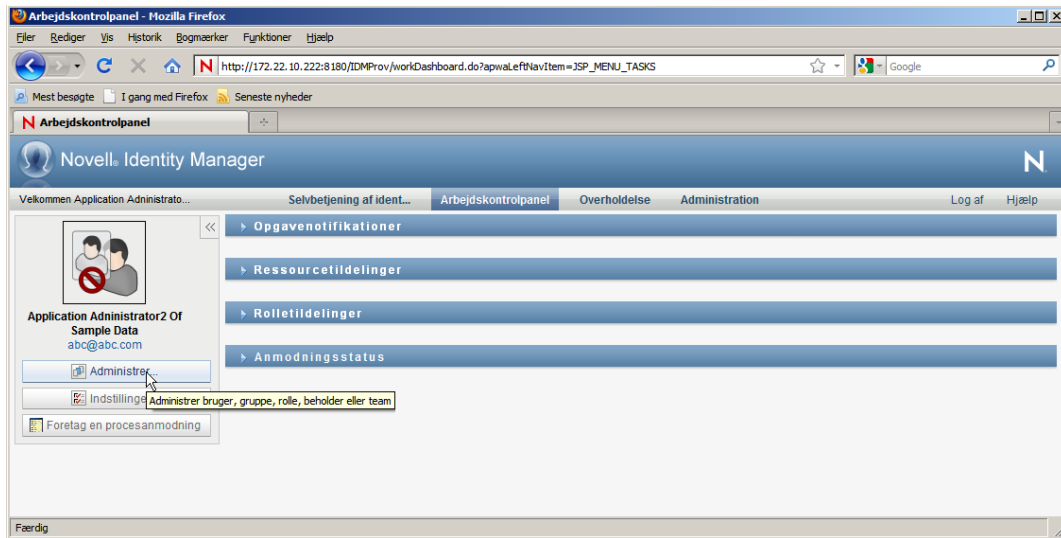 Arbejdskontrolpanel - Mozilla Firefox
Filer Rediger Vis Historik Bogmærker Funktioner Hjælp
http://172.22.10.222:8180/IDMProv/workDashboard.do?apwaLeftNavItem=JSP_MENU_TASKS Google
Mest besøgte I gang med Firefox Seneste nyheder
Arbejdskontrolpanel
Novell® Identity Manager N
Velkommen Application Administrato... Selvbetjening af ident... Arbejdskontrolpanel Overholdelse Administration Log af Hjælp
Opgavenotifikationer
Ressourcetildelinger
Rolletildelinger
Anmodningsstatus
Application Administrator2 Of
Sample Data
abc@abc.com
Administrer...
Indstillinge
Administrer bruger, gruppe, rolle, beholder eller team
Foretag en procesanmodning
Færdig